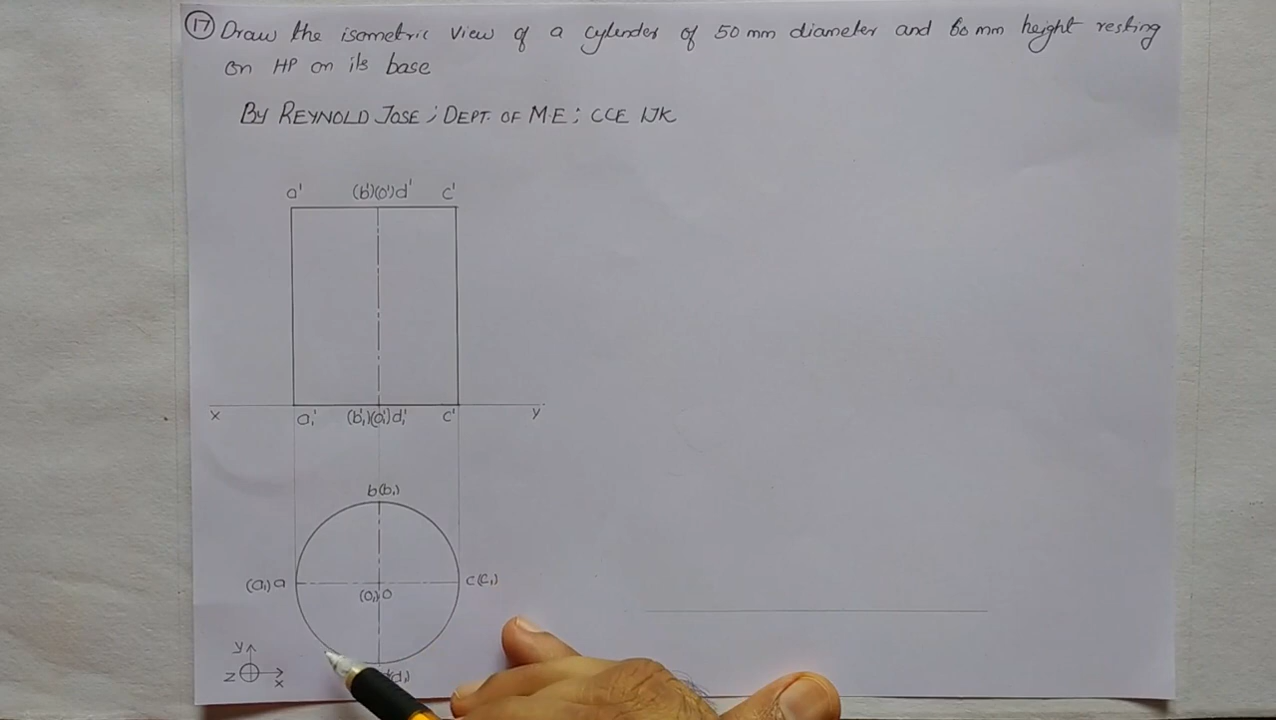 17 Draw the isometric view of a cylinder of 50 mm diameter and 60 mm height resting
on HP on its base
BY REYNOLD JOSE ; DEPT. OF M.E ; CCE IJK
a' (b')(o')d' c'
x a₁' (b₁')(o₁')d₁' c' y
b(b₁)
(a₁) a c(c₁)
(o₁) o
y
z x
(d₁)